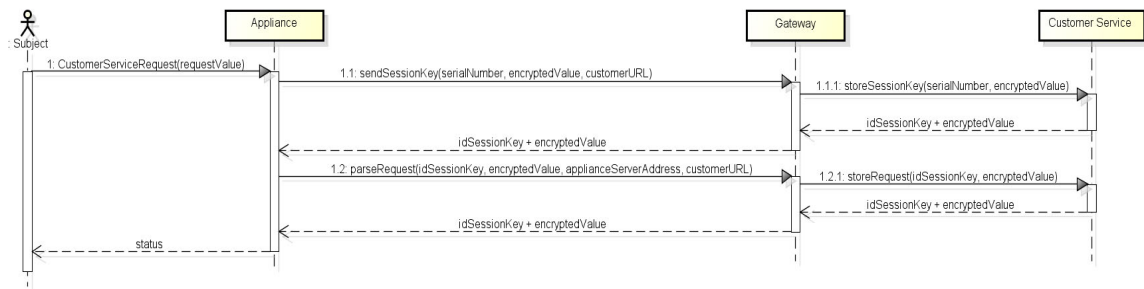 Appliance
Gateway
Customer Service
: Subject
1: CustomerServiceRequest(requestValue)
1.1: sendSessionKey(serialNumber, encryptedValue, customerURL)
1.1.1: storeSessionKey(serialNumber, encryptedValue)
idSessionKey + encryptedValue
idSessionKey + encryptedValue
1.2: parseRequest(idSessionKey, encryptedValue, applianceServerAddress, customerURL)
1.2.1: storeRequest(idSessionKey, encryptedValue)
idSessionKey + encryptedValue
idSessionKey + encryptedValue
status